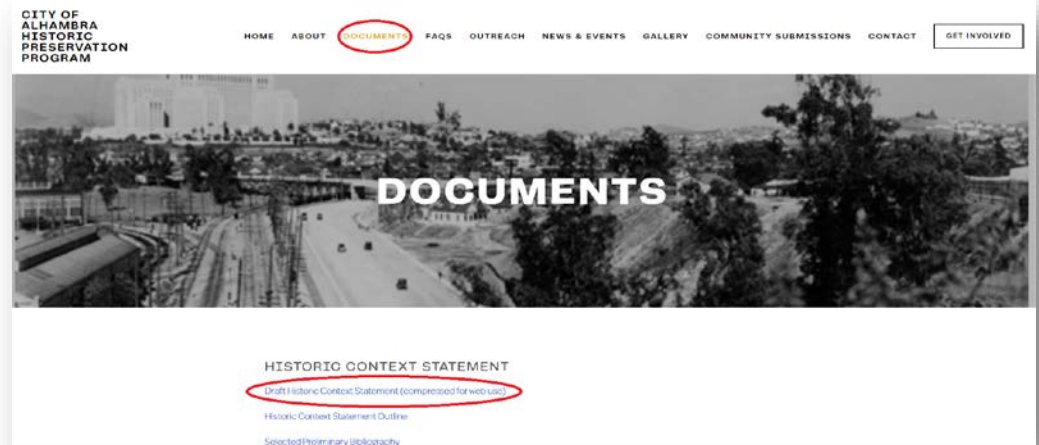 CITY OF
ALHAMBRA
HISTORIC
PRESERVATION
PROGRAM
HOME ABOUT DOCUMENTS FAQS OUTREACH NEWS & EVENTS GALLERY COMMUNITY SUBMISSIONS CONTACT GET INVOLVED
DOCUMENTS
HISTORIC CONTEXT STATEMENT
Draft Historic Context Statement (compressed for web use)
Historic Context Statement Outline
Selected Preliminary Bibliography